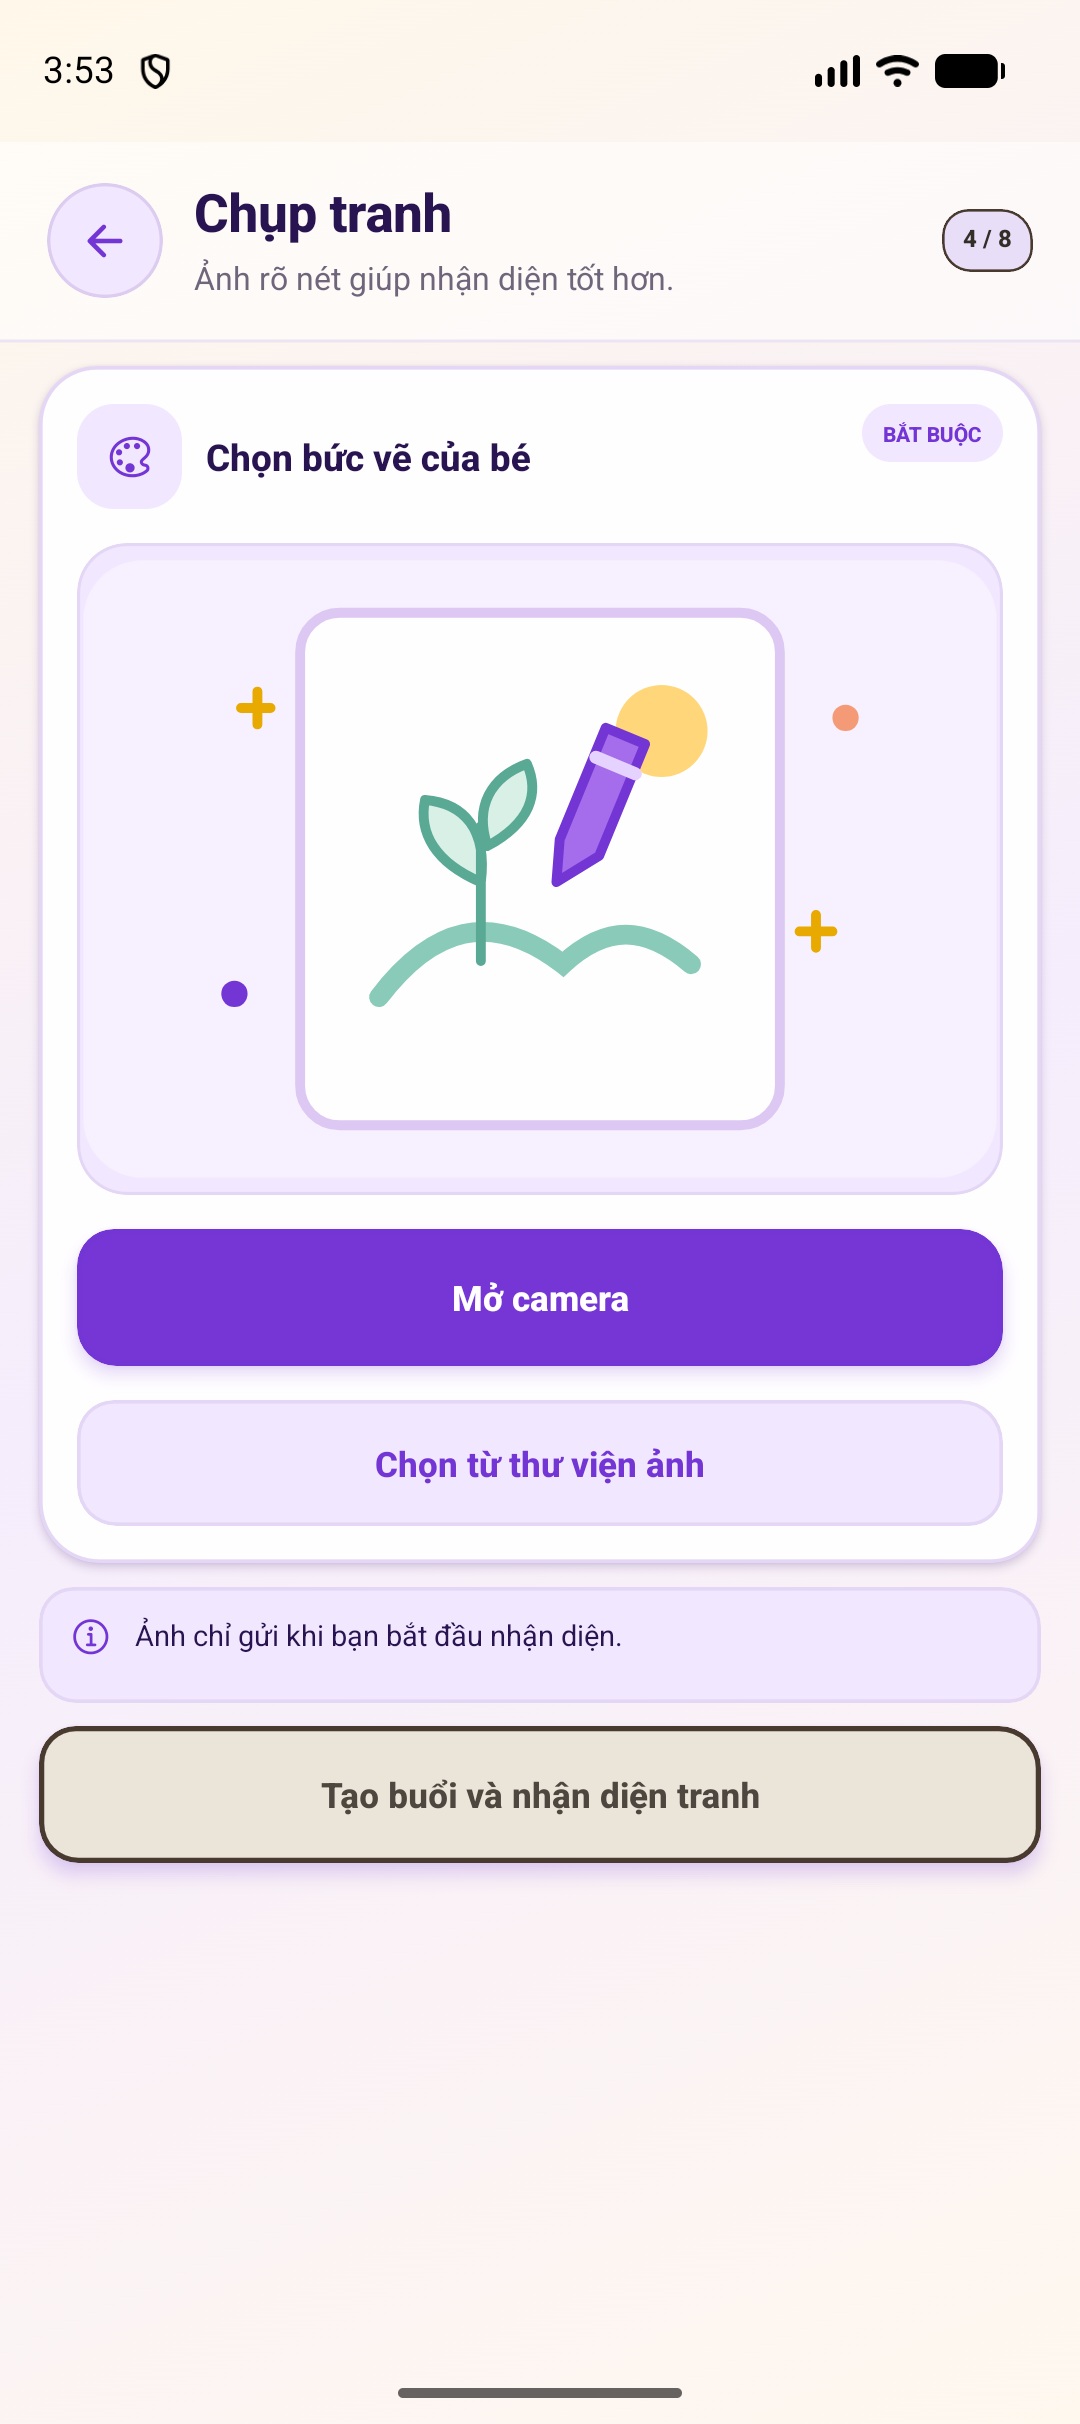 3:53
Chụp tranh
Ảnh rõ nét giúp nhận diện tốt hơn.
4 / 8
Chọn bức vẽ của bé
BẮT BUỘC
Mở camera
Chọn từ thư viện ảnh
Ảnh chỉ gửi khi bạn bắt đầu nhận diện.
Tạo buổi và nhận diện tranh